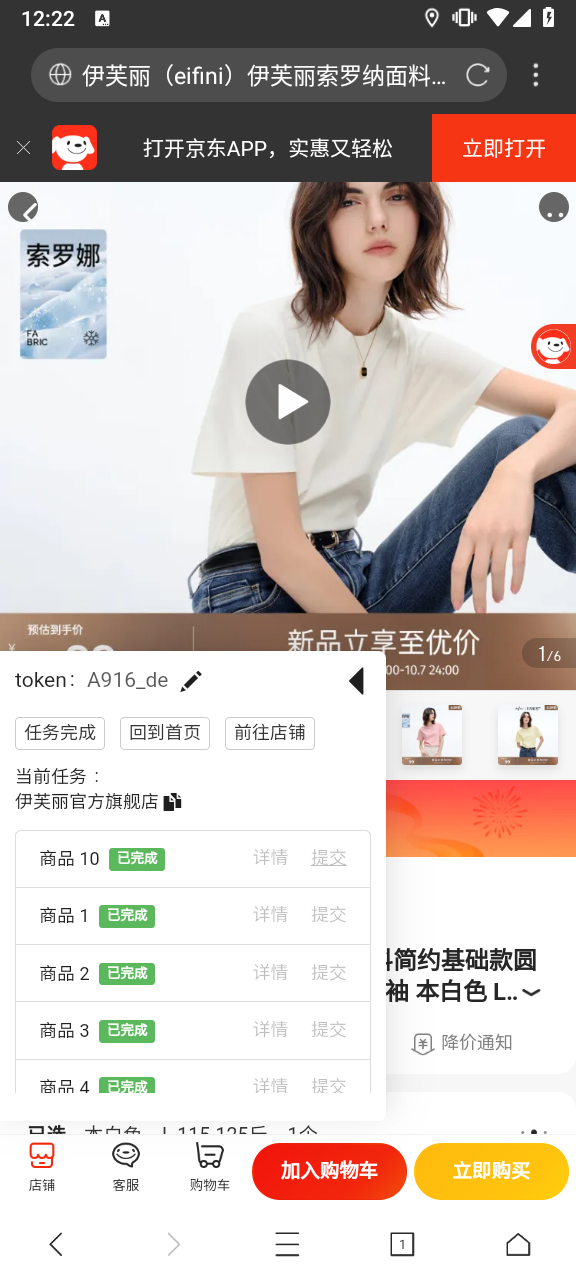 12:22
A
伊芙丽（eifini）伊芙丽索罗纳面料...
打开京东APP，实惠又轻松
立即打开
索罗娜
FA
BRIC
预估到手价
新品立享至优价
00-10.7 24:00
1/6
token： A916_de
任务完成
回到首页
前往店铺
当前任务：
伊芙丽官方旗舰店
商品 10 已完成 详情 提交
商品 1 已完成 详情 提交
商品 2 已完成 详情 提交
商品 3 已完成 详情 提交
商品 4 已完成 详情 提交
料简约基础款圆
袖 本白色 L..
降价通知
已选 本白色，L 115-125斤，1个
店铺
客服
购物车
加入购物车
立即购买
1